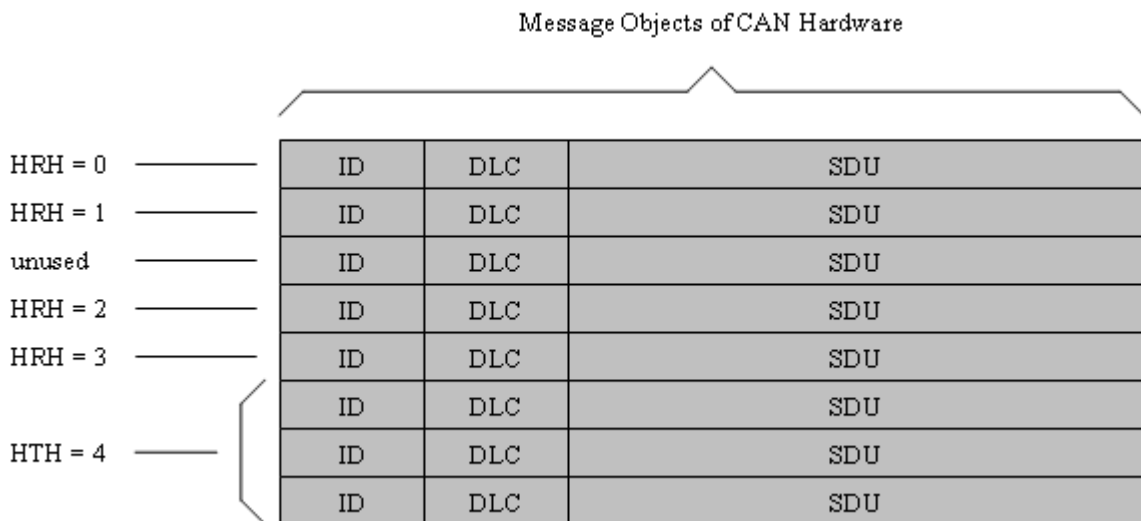 Message Objects of CAN Hardware
HRH = 0 ID DLC SDU
HRH = 1 ID DLC SDU
unused ID DLC SDU
HRH = 2 ID DLC SDU
HRH = 3 ID DLC SDU
ID DLC SDU
HTH = 4 ID DLC SDU
ID DLC SDU